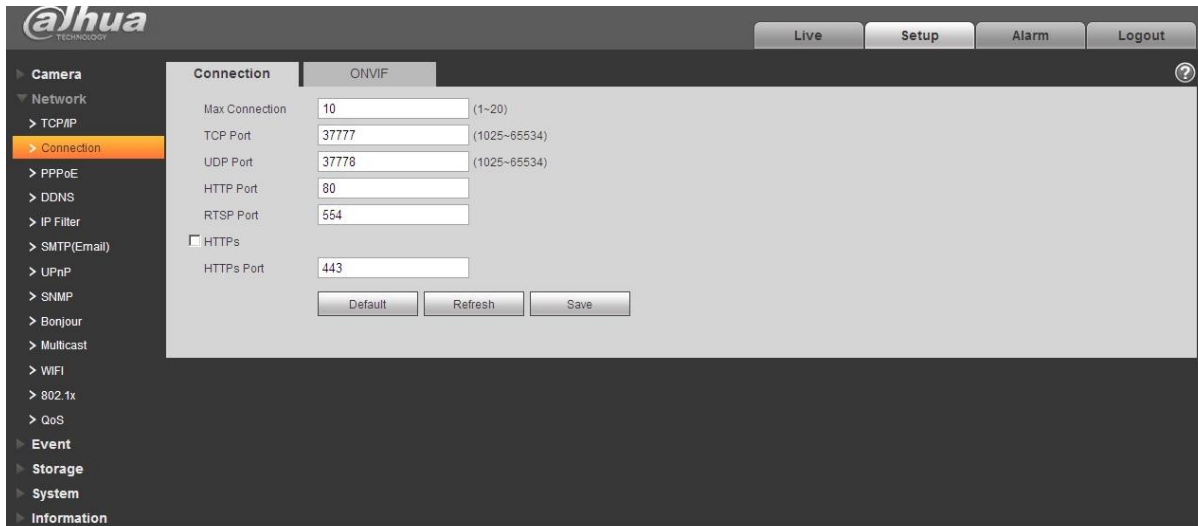 alhua
TECHNOLOGY
Live
Setup
Alarm
Logout
Camera
Network
> TCP/IP
> Connection
> PPPoE
> DDNS
> IP Filter
> SMTP(Email)
> UPnP
> SNMP
> Bonjour
> Multicast
> WIFI
> 802.1x
> QoS
Event
Storage
System
Information
Connection
ONVIF
?
Max Connection 10 (1~20)
TCP Port 37777 (1025~65534)
UDP Port 37778 (1025~65534)
HTTP Port 80
RTSP Port 554
HTTPs
HTTPs Port 443
Default Refresh Save